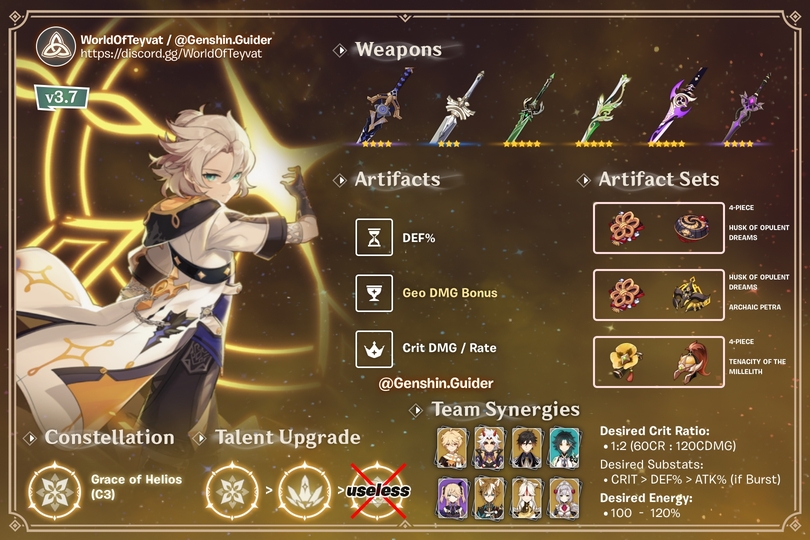 WorldOfTeyvat / @Genshin.Guider
https://discord.gg/WorldOfTeyvat
v3.7
Weapons
Artifacts
DEF%
Geo DMG Bonus
Crit DMG / Rate
@Genshin.Guider
Artifact Sets
4-PIECE
HUSK OF OPULENT
DREAMS
HUSK OF OPULENT
DREAMS
ARCHAIC PETRA
4-PIECE
TENACITY OF THE
MILLELITH
Constellation
Grace of Helios
(C3)
Talent Upgrade
> > useless
Team Synergies
Desired Crit Ratio:
• 1:2 (60CR : 120CDMG)
Desired Substats:
• CRIT > DEF% > ATK% (if Burst)
Desired Energy:
• 100 - 120%